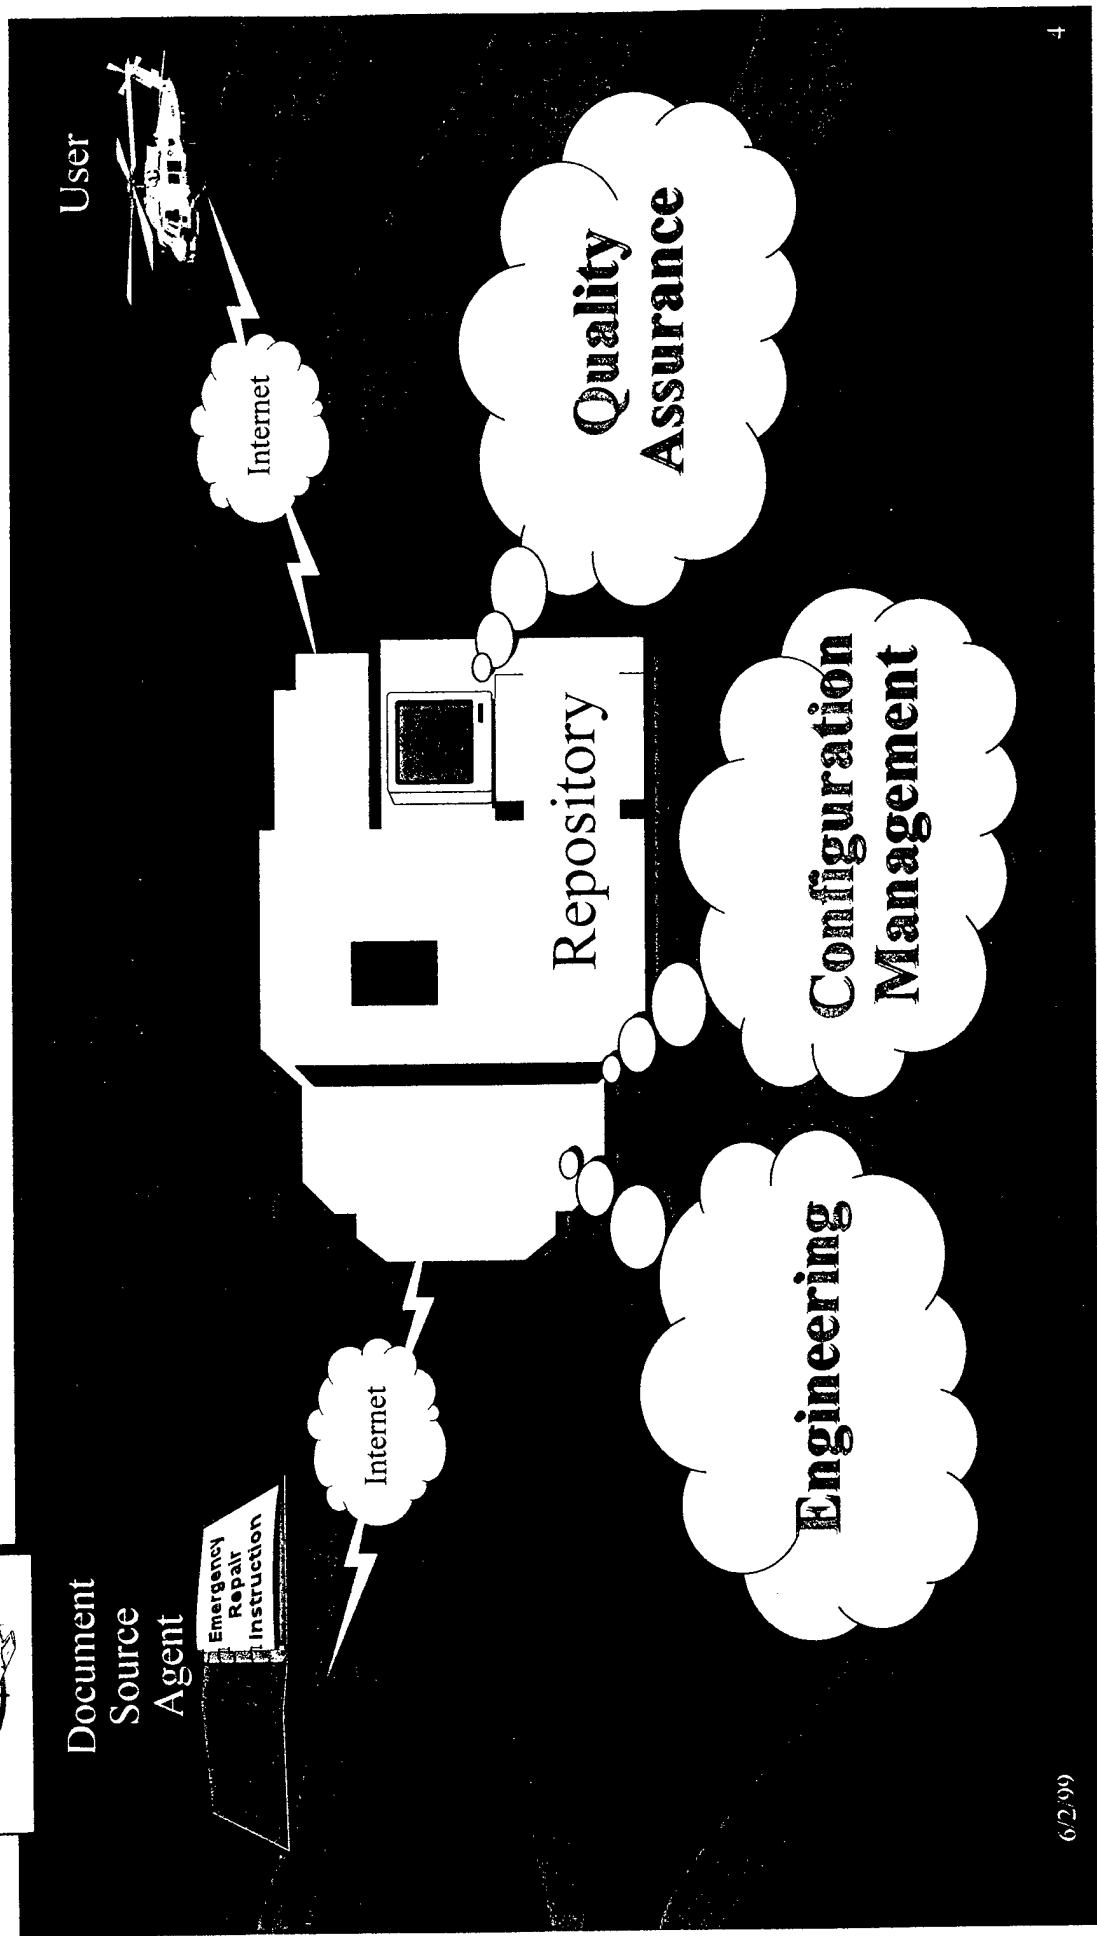 Document
Source
Agent
Emergency
Repair
Instruction
User
Internet
Internet
Repository
Engineering
Configuration
Management
Quality
Assurance
6/2/99
4